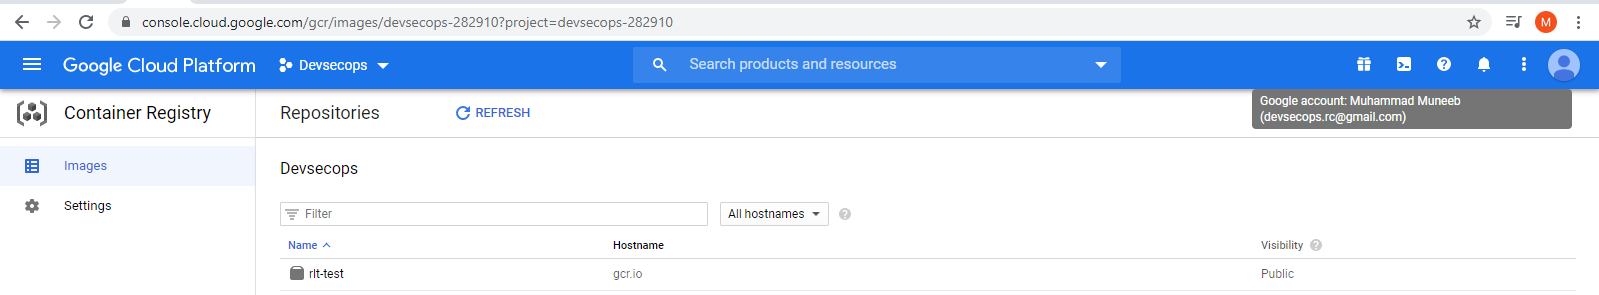 console.cloud.google.com/gcr/images/devsecops-282910?project=devsecops-282910
M
Google Cloud Platform
Devsecops
Search products and resources
Container Registry
Repositories
REFRESH
Google account: Muhammad Muneeb
(devsecops.rc@gmail.com)
Images
Settings
Devsecops
Filter
All hostnames
Name
Hostname
Visibility
rlt-test
gcr.io
Public